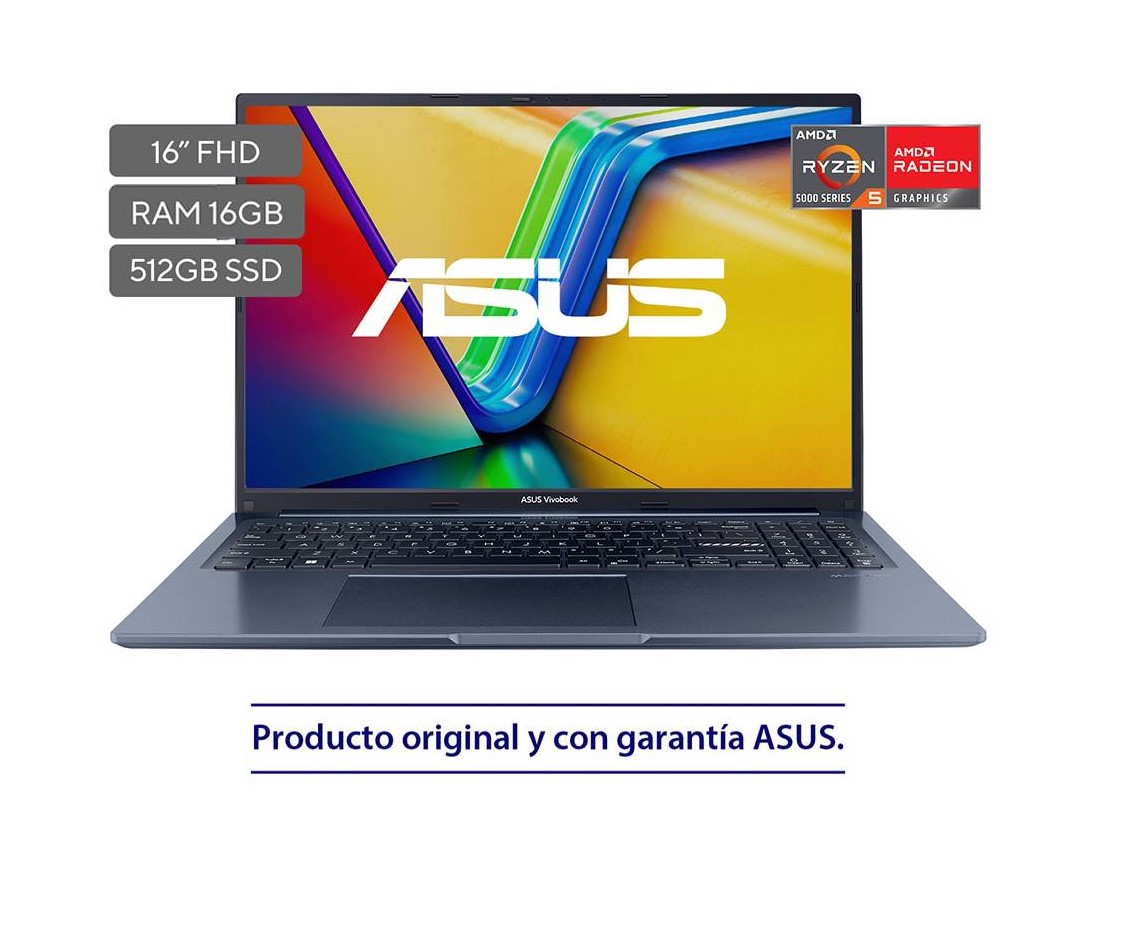 16” FHD
RAM 16GB
512GB SSD
AMD
RYZEN
5000 SERIES 5
AMD
RADEON
GRAPHICS
ASUS
ASUS Vivobook
Producto original y con garantía ASUS.